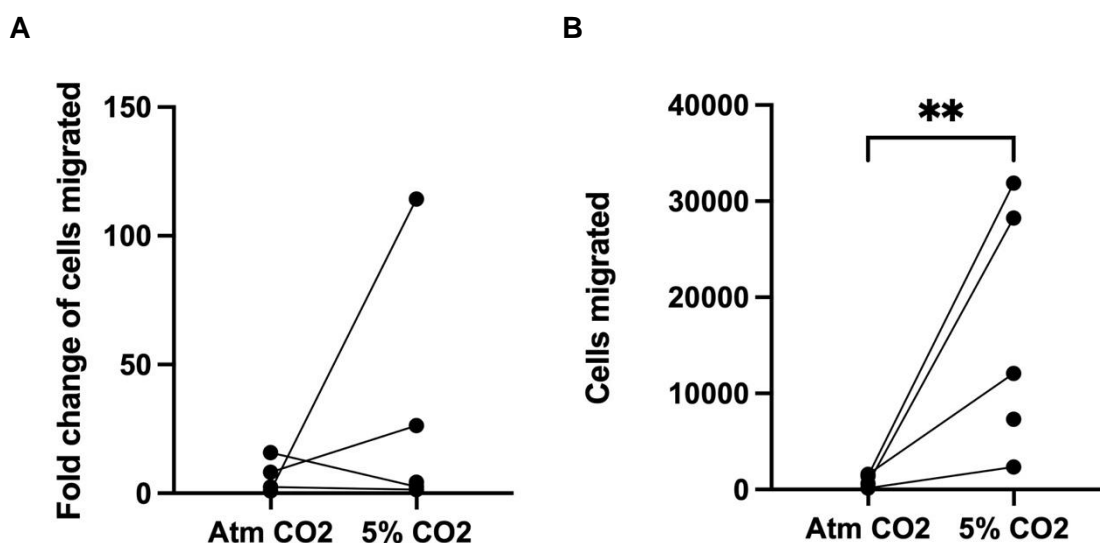 A
Fold change of cells migrated
150
100
50
0
Atm CO2 5% CO2
B
Cells migrated
40000
30000
20000
10000
0
**
Atm CO2 5% CO2